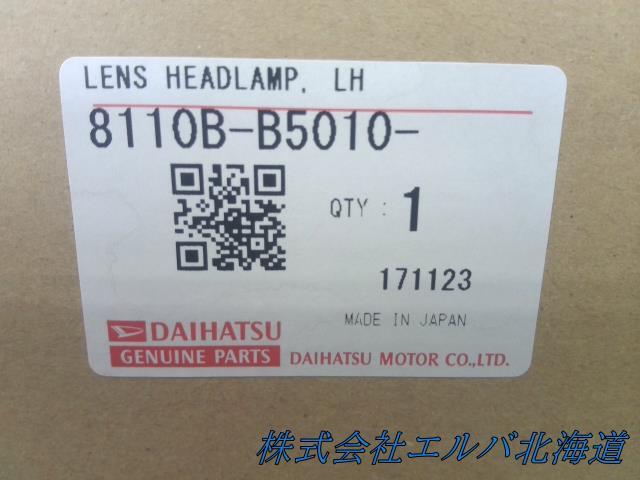 LENS HEADLAMP, LH
8110B-B5010-
QTY : 1
171123
MADE IN JAPAN
DAIHATSU
GENUINE PARTS DAIHATSU MOTOR CO.,LTD.
株式会社エルバ北海道